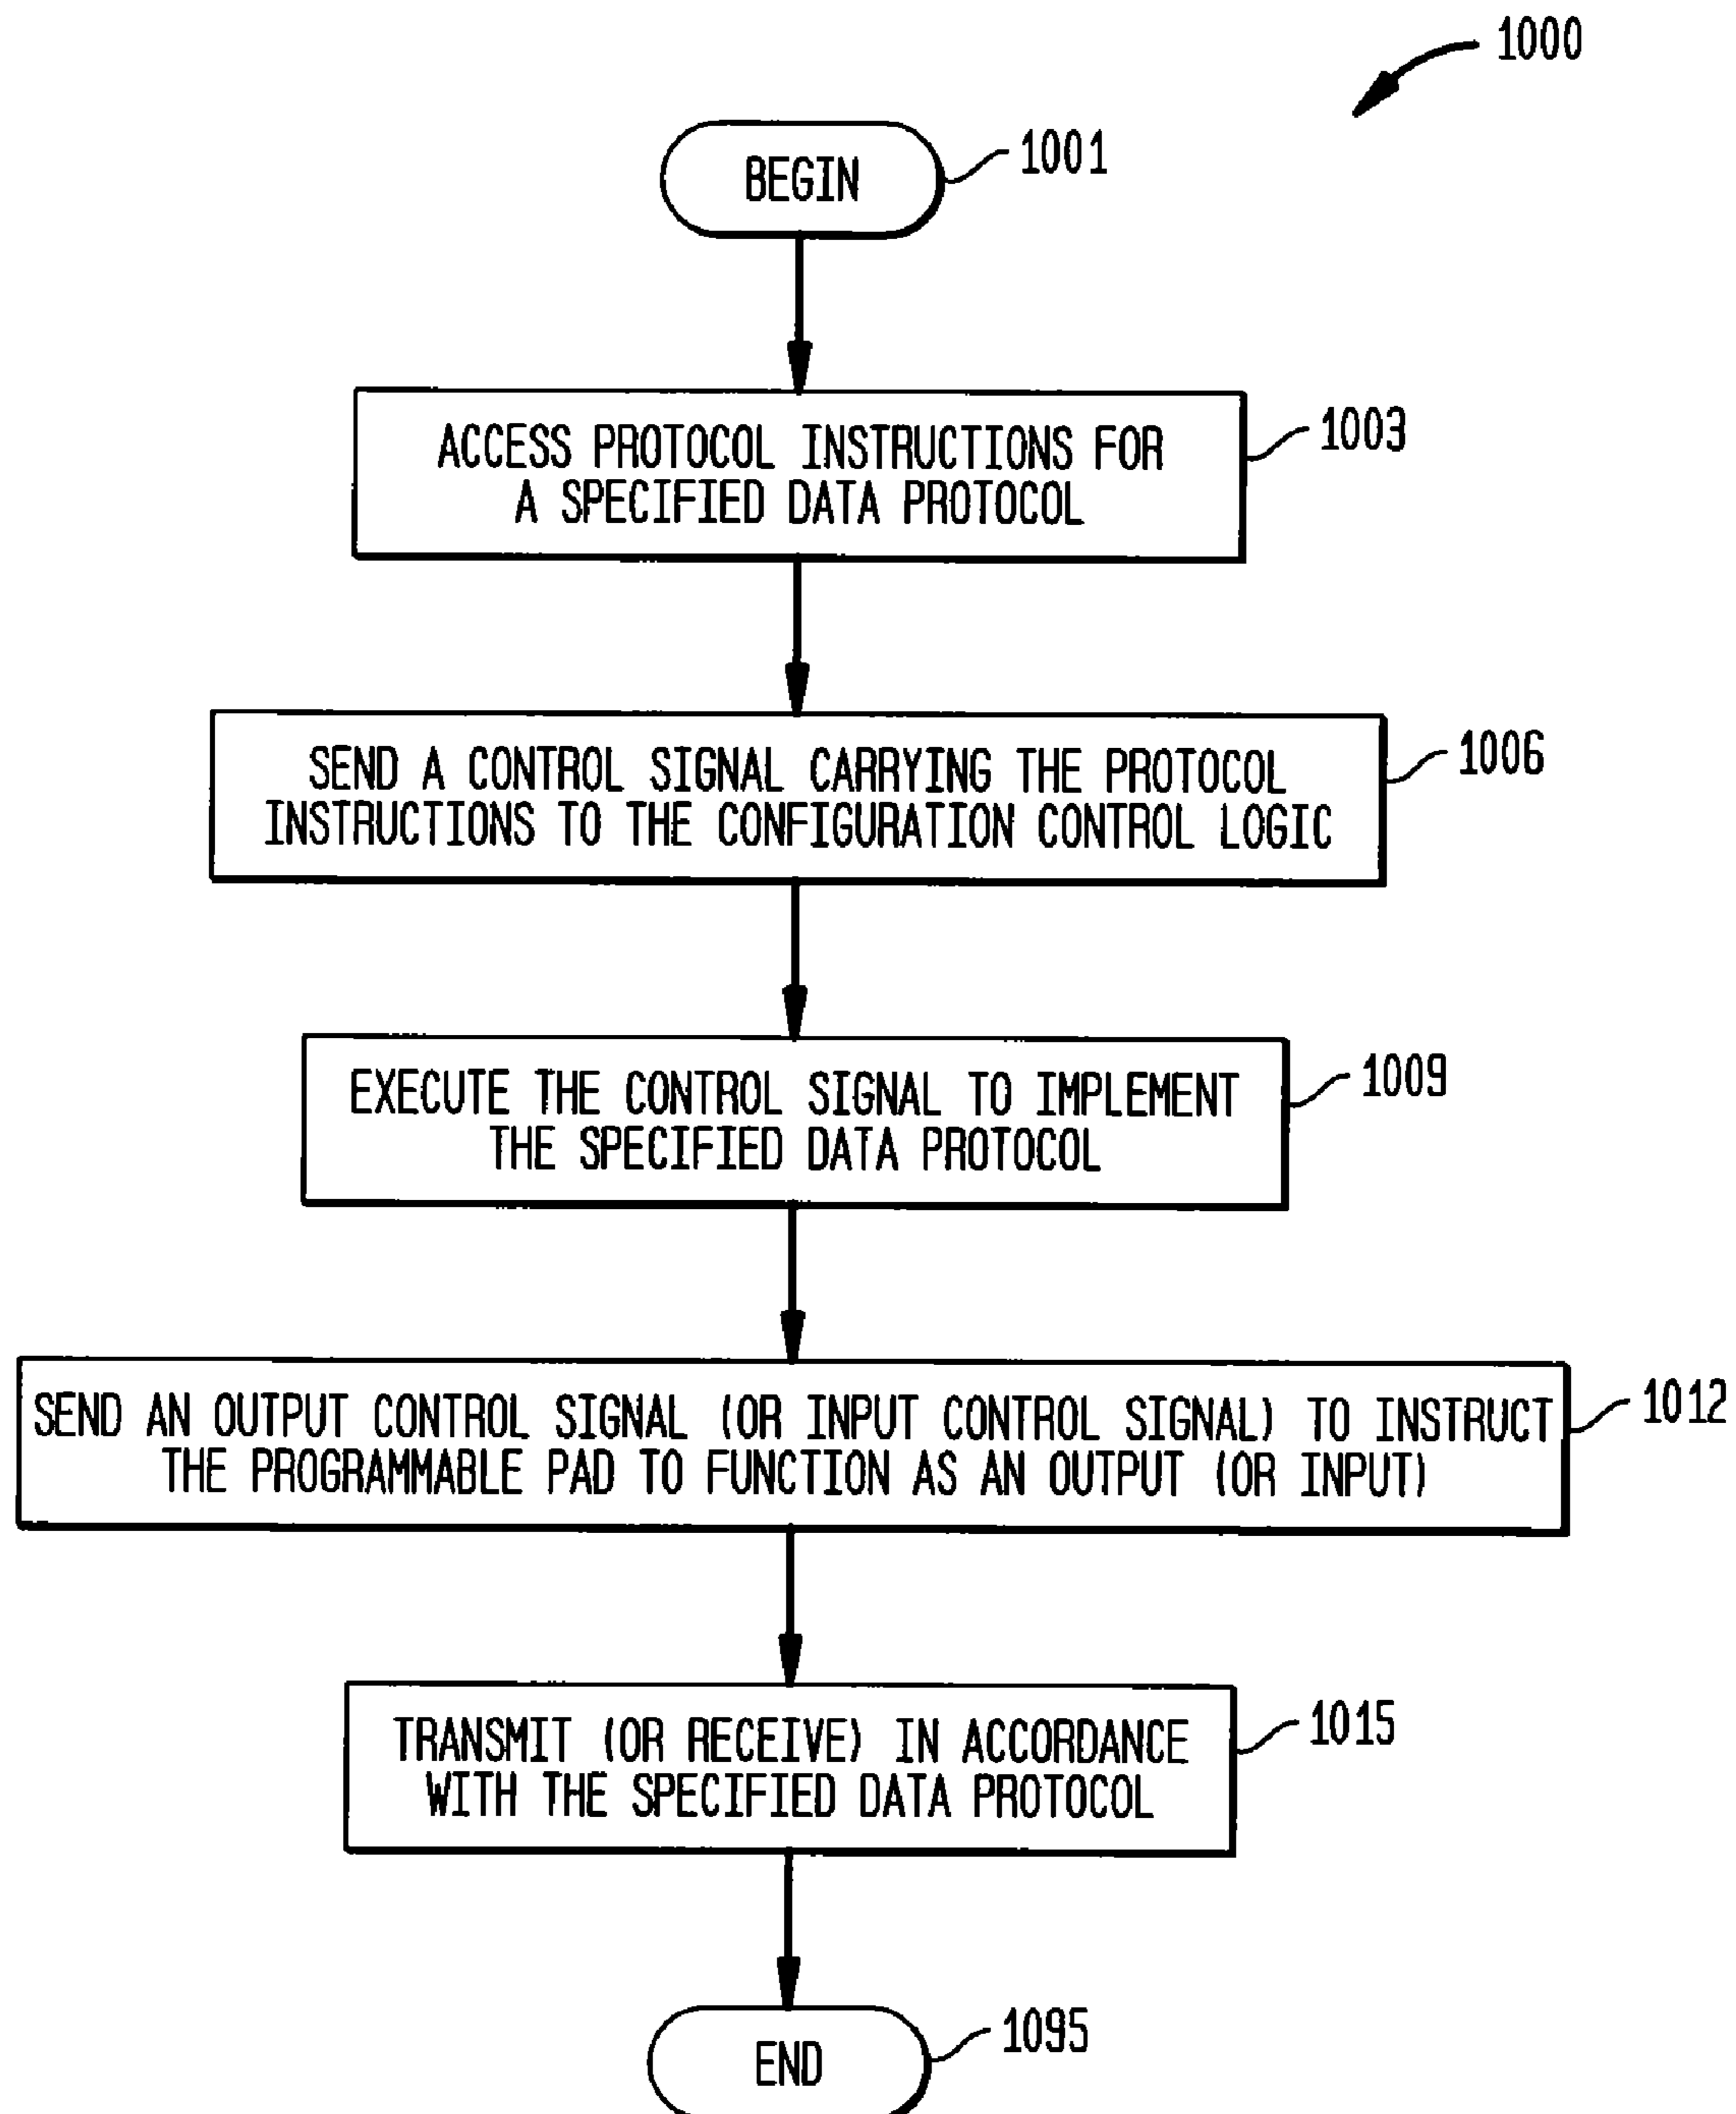 1000
BEGIN
1001
ACCESS PROTOCOL INSTRUCTIONS FOR
A SPECIFIED DATA PROTOCOL
1003
SEND A CONTROL SIGNAL CARRYING THE PROTOCOL
INSTRUCTIONS TO THE CONFIGURATION CONTROL LOGIC
1006
EXECUTE THE CONTROL SIGNAL TO IMPLEMENT
THE SPECIFIED DATA PROTOCOL
1009
SEND AN OUTPUT CONTROL SIGNAL (OR INPUT CONTROL SIGNAL) TO INSTRUCT
THE PROGRAMMABLE PAD TO FUNCTION AS AN OUTPUT (OR INPUT)
1012
TRANSMIT (OR RECEIVE) IN ACCORDANCE
WITH THE SPECIFIED DATA PROTOCOL
1015
END
1095